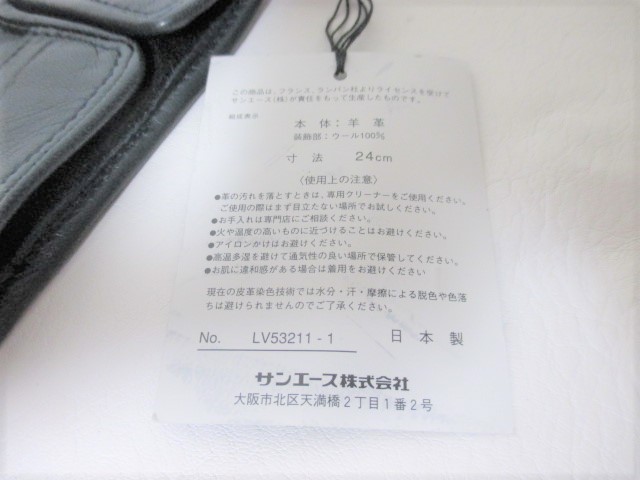 この商品は、フランス、ランバン社よりライセンスを受けて
サンエース(株)が責任をもって生産したものです。
組成表示
本体：羊革
装飾部：ウール100%
寸法 24cm
〈使用上の注意〉
●革の汚れを落とすときは、専用クリーナーをご使用ください。
ご使用の際はまず目立たない場所でお試しください。
●お手入れは専門店にご相談ください。
●火や温度の高いものに近づけることはお避けください。
●アイロンかけはお避けください。
●高温多湿を避けて通気性の良い場所で保管してください。
●お肌に違和感がある場合は着用をお避けください
現在の皮革染色技術では水分・汗・摩擦による脱色や色落
ちは避けられませんのでご了承ください。
No. LV53211-1 日本製
サンエース株式会社
大阪市北区天満橋2丁目1番2号